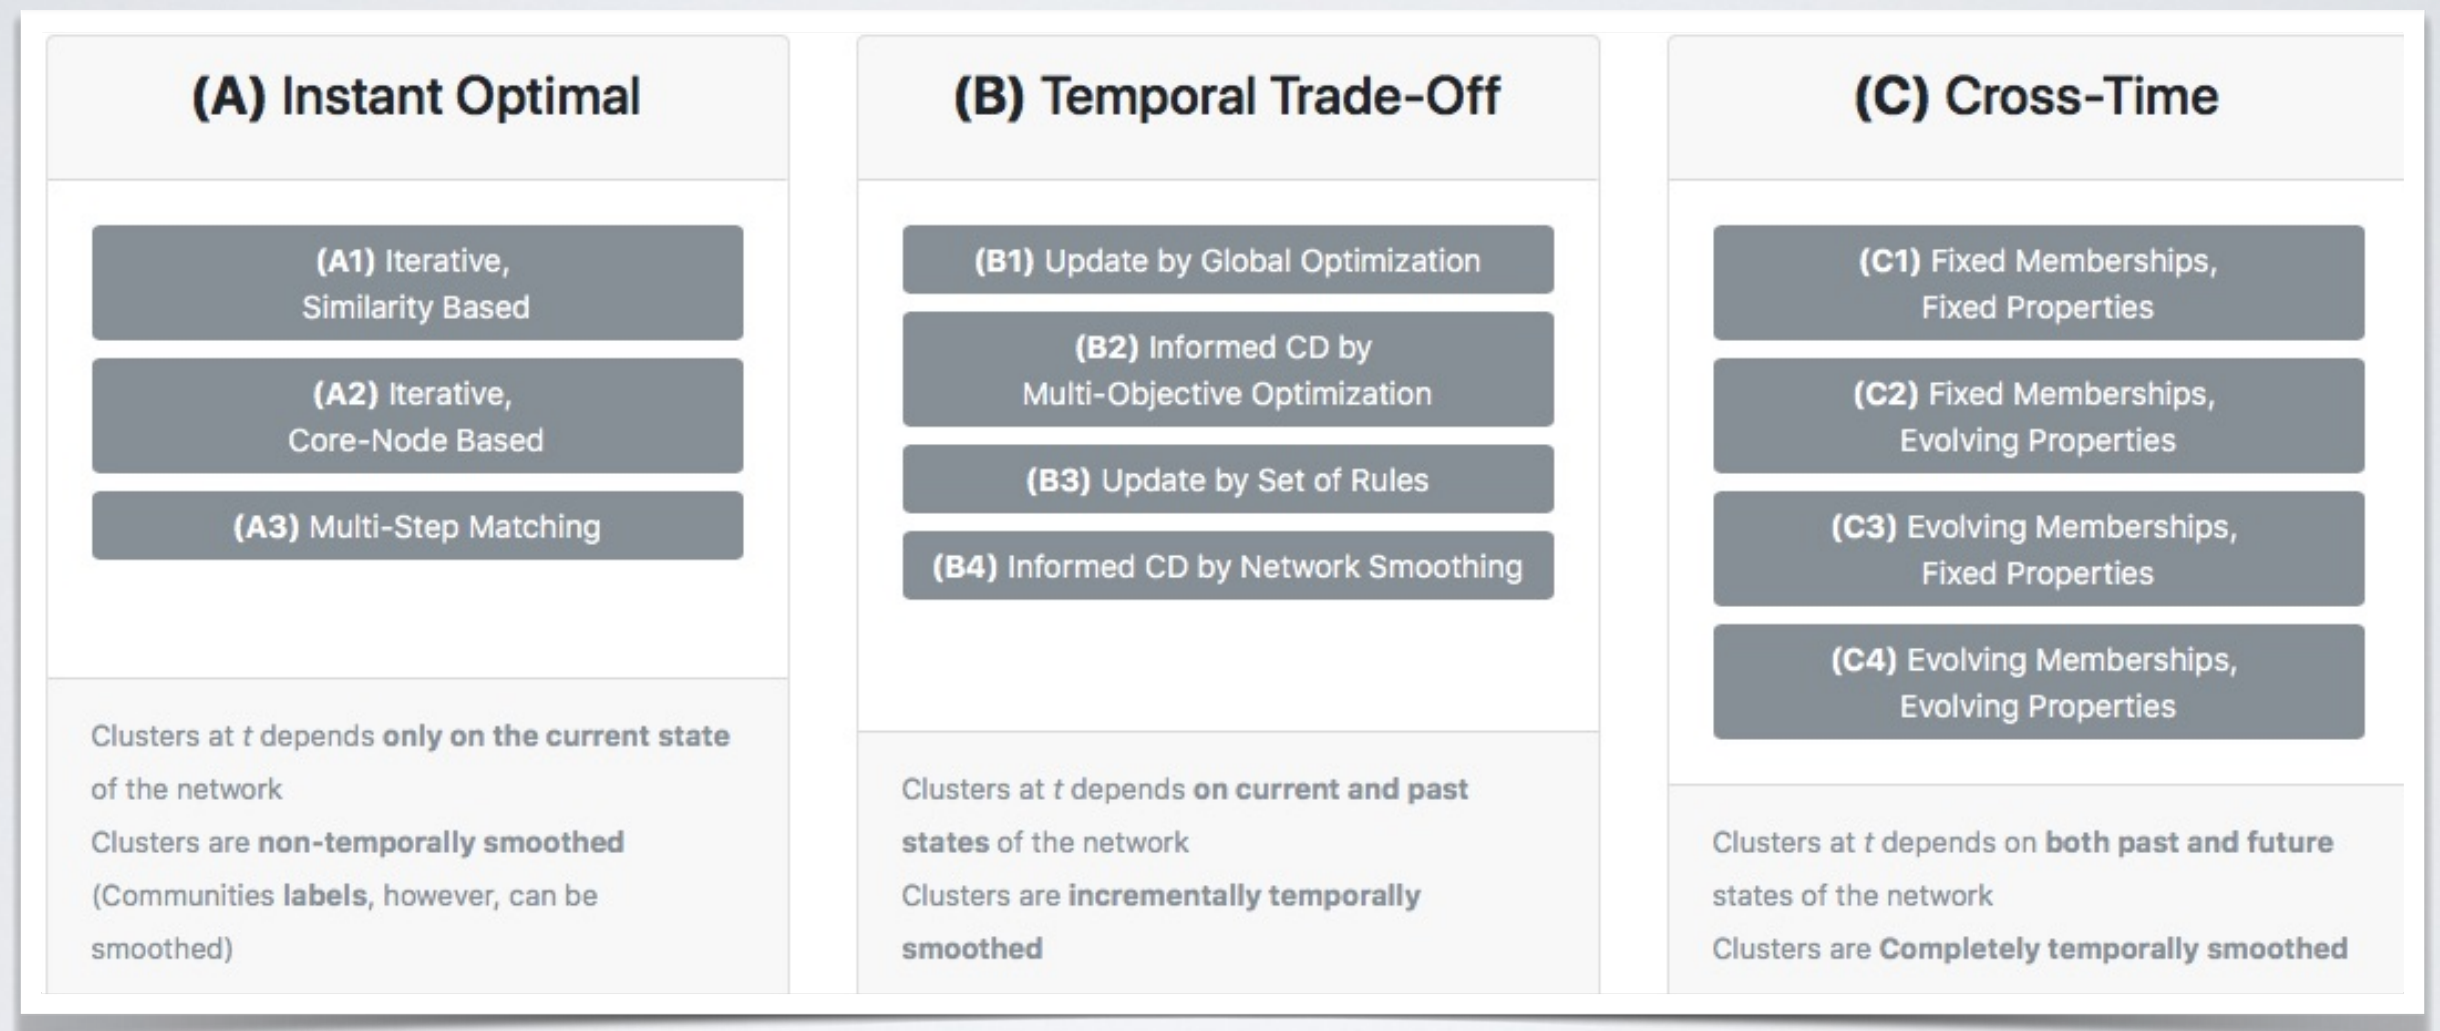 (A) Instant Optimal
(A1) Iterative,
Similarity Based
(A2) Iterative,
Core-Node Based
(A3) Multi-Step Matching
Clusters at t depends only on the current state
of the network
Clusters are non-temporally smoothed
(Communities labels, however, can be
smoothed)
(B) Temporal Trade-Off
(B1) Update by Global Optimization
(B2) Informed CD by
Multi-Objective Optimization
(B3) Update by Set of Rules
(B4) Informed CD by Network Smoothing
Clusters at t depends on current and past
states of the network
Clusters are incrementally temporally
smoothed
(C) Cross-Time
(C1) Fixed Memberships,
Fixed Properties
(C2) Fixed Memberships,
Evolving Properties
(C3) Evolving Memberships,
Fixed Properties
(C4) Evolving Memberships,
Evolving Properties
Clusters at t depends on both past and future
states of the network
Clusters are Completely temporally smoothed